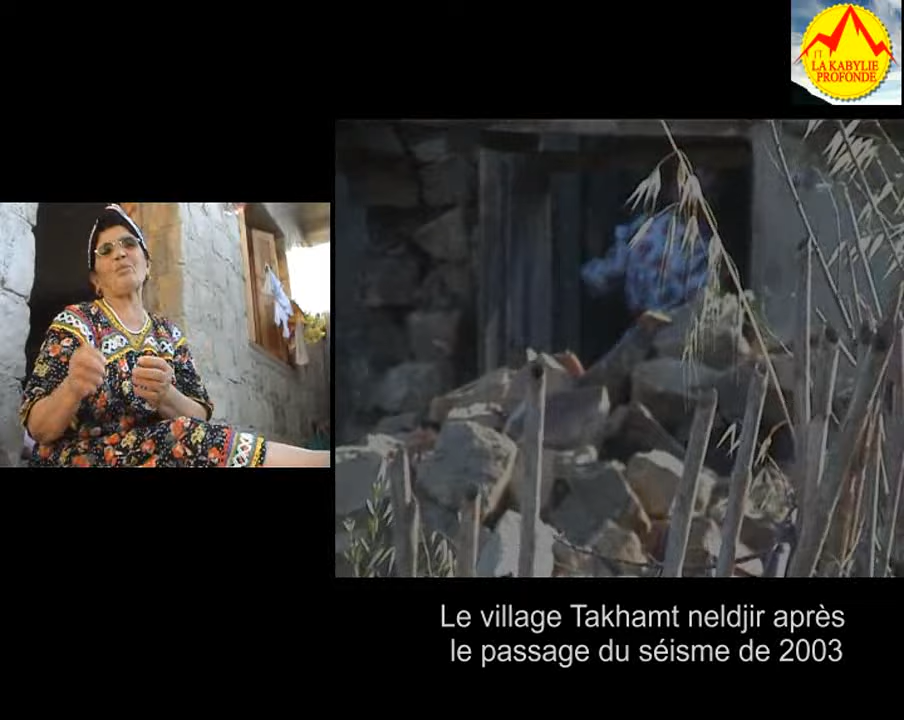 LA KABYLIE
PROFONDE
Le village Takhamt neldjir après
le passage du séisme de 2003